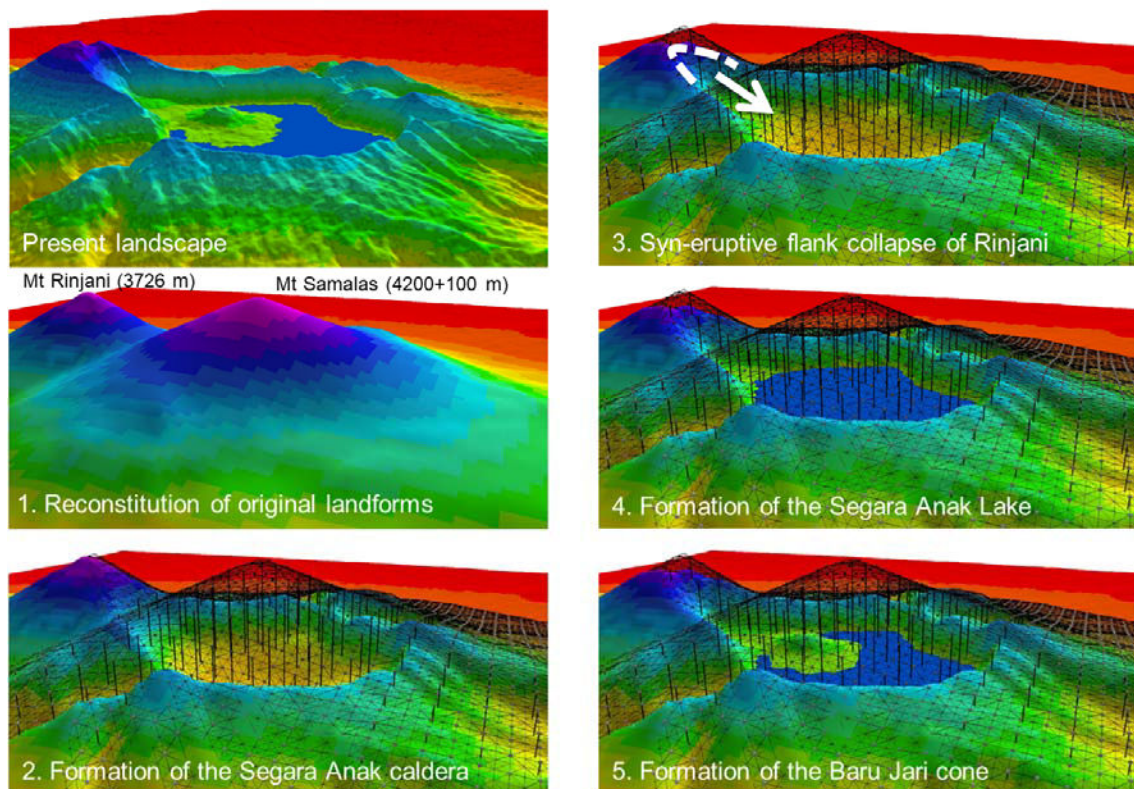 Present landscape
Mt Rinjani (3726 m)
Mt Samalas (4200+100 m)
1. Reconstitution of original landforms
2. Formation of the Segara Anak caldera
3. Syn-eruptive flank collapse of Rinjani
4. Formation of the Segara Anak Lake
5. Formation of the Baru Jari cone